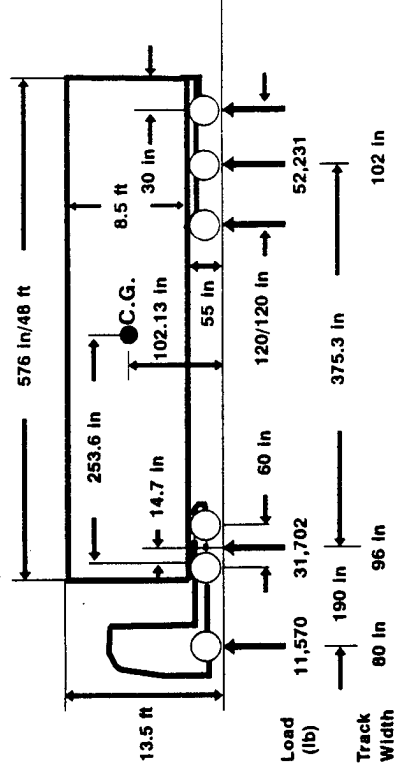 576 in/48 ft
253.6 in
8.5 ft
C.G.
30 in
14.7 in
102.13 in
13.5 ft
55 in
60 in
120/120 in
Load
(lb)
11,570
31,702
52,231
190 in
375.3 in
Track
Width
80 in
96 in
102 in